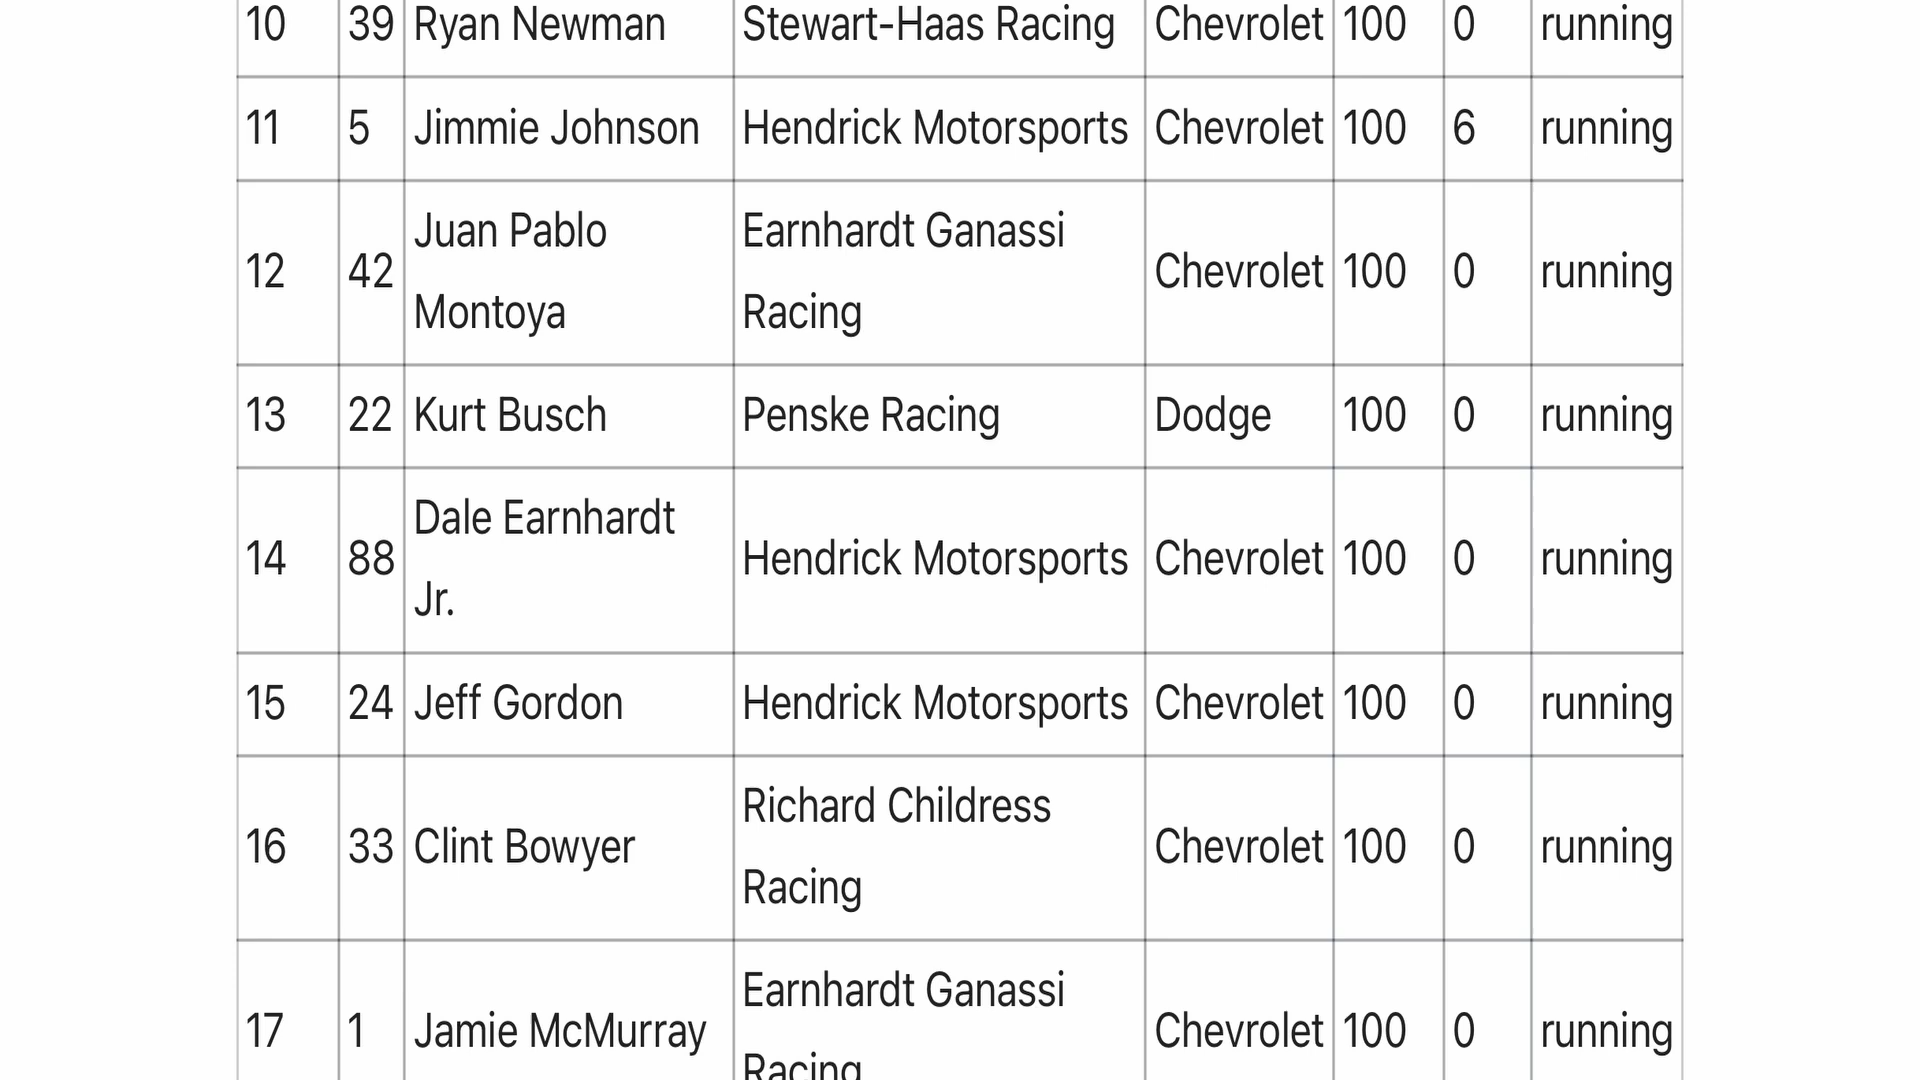 10 39 Ryan Newman Stewart-Haas Racing Chevrolet 100 0 running
11 5 Jimmie Johnson Hendrick Motorsports Chevrolet 100 6 running
12 42 Juan Pablo Montoya Earnhardt Ganassi Racing Chevrolet 100 0 running
13 22 Kurt Busch Penske Racing Dodge 100 0 running
14 88 Dale Earnhardt Jr. Hendrick Motorsports Chevrolet 100 0 running
15 24 Jeff Gordon Hendrick Motorsports Chevrolet 100 0 running
16 33 Clint Bowyer Richard Childress Racing Chevrolet 100 0 running
17 1 Jamie McMurray Earnhardt Ganassi Racing Chevrolet 100 0 running